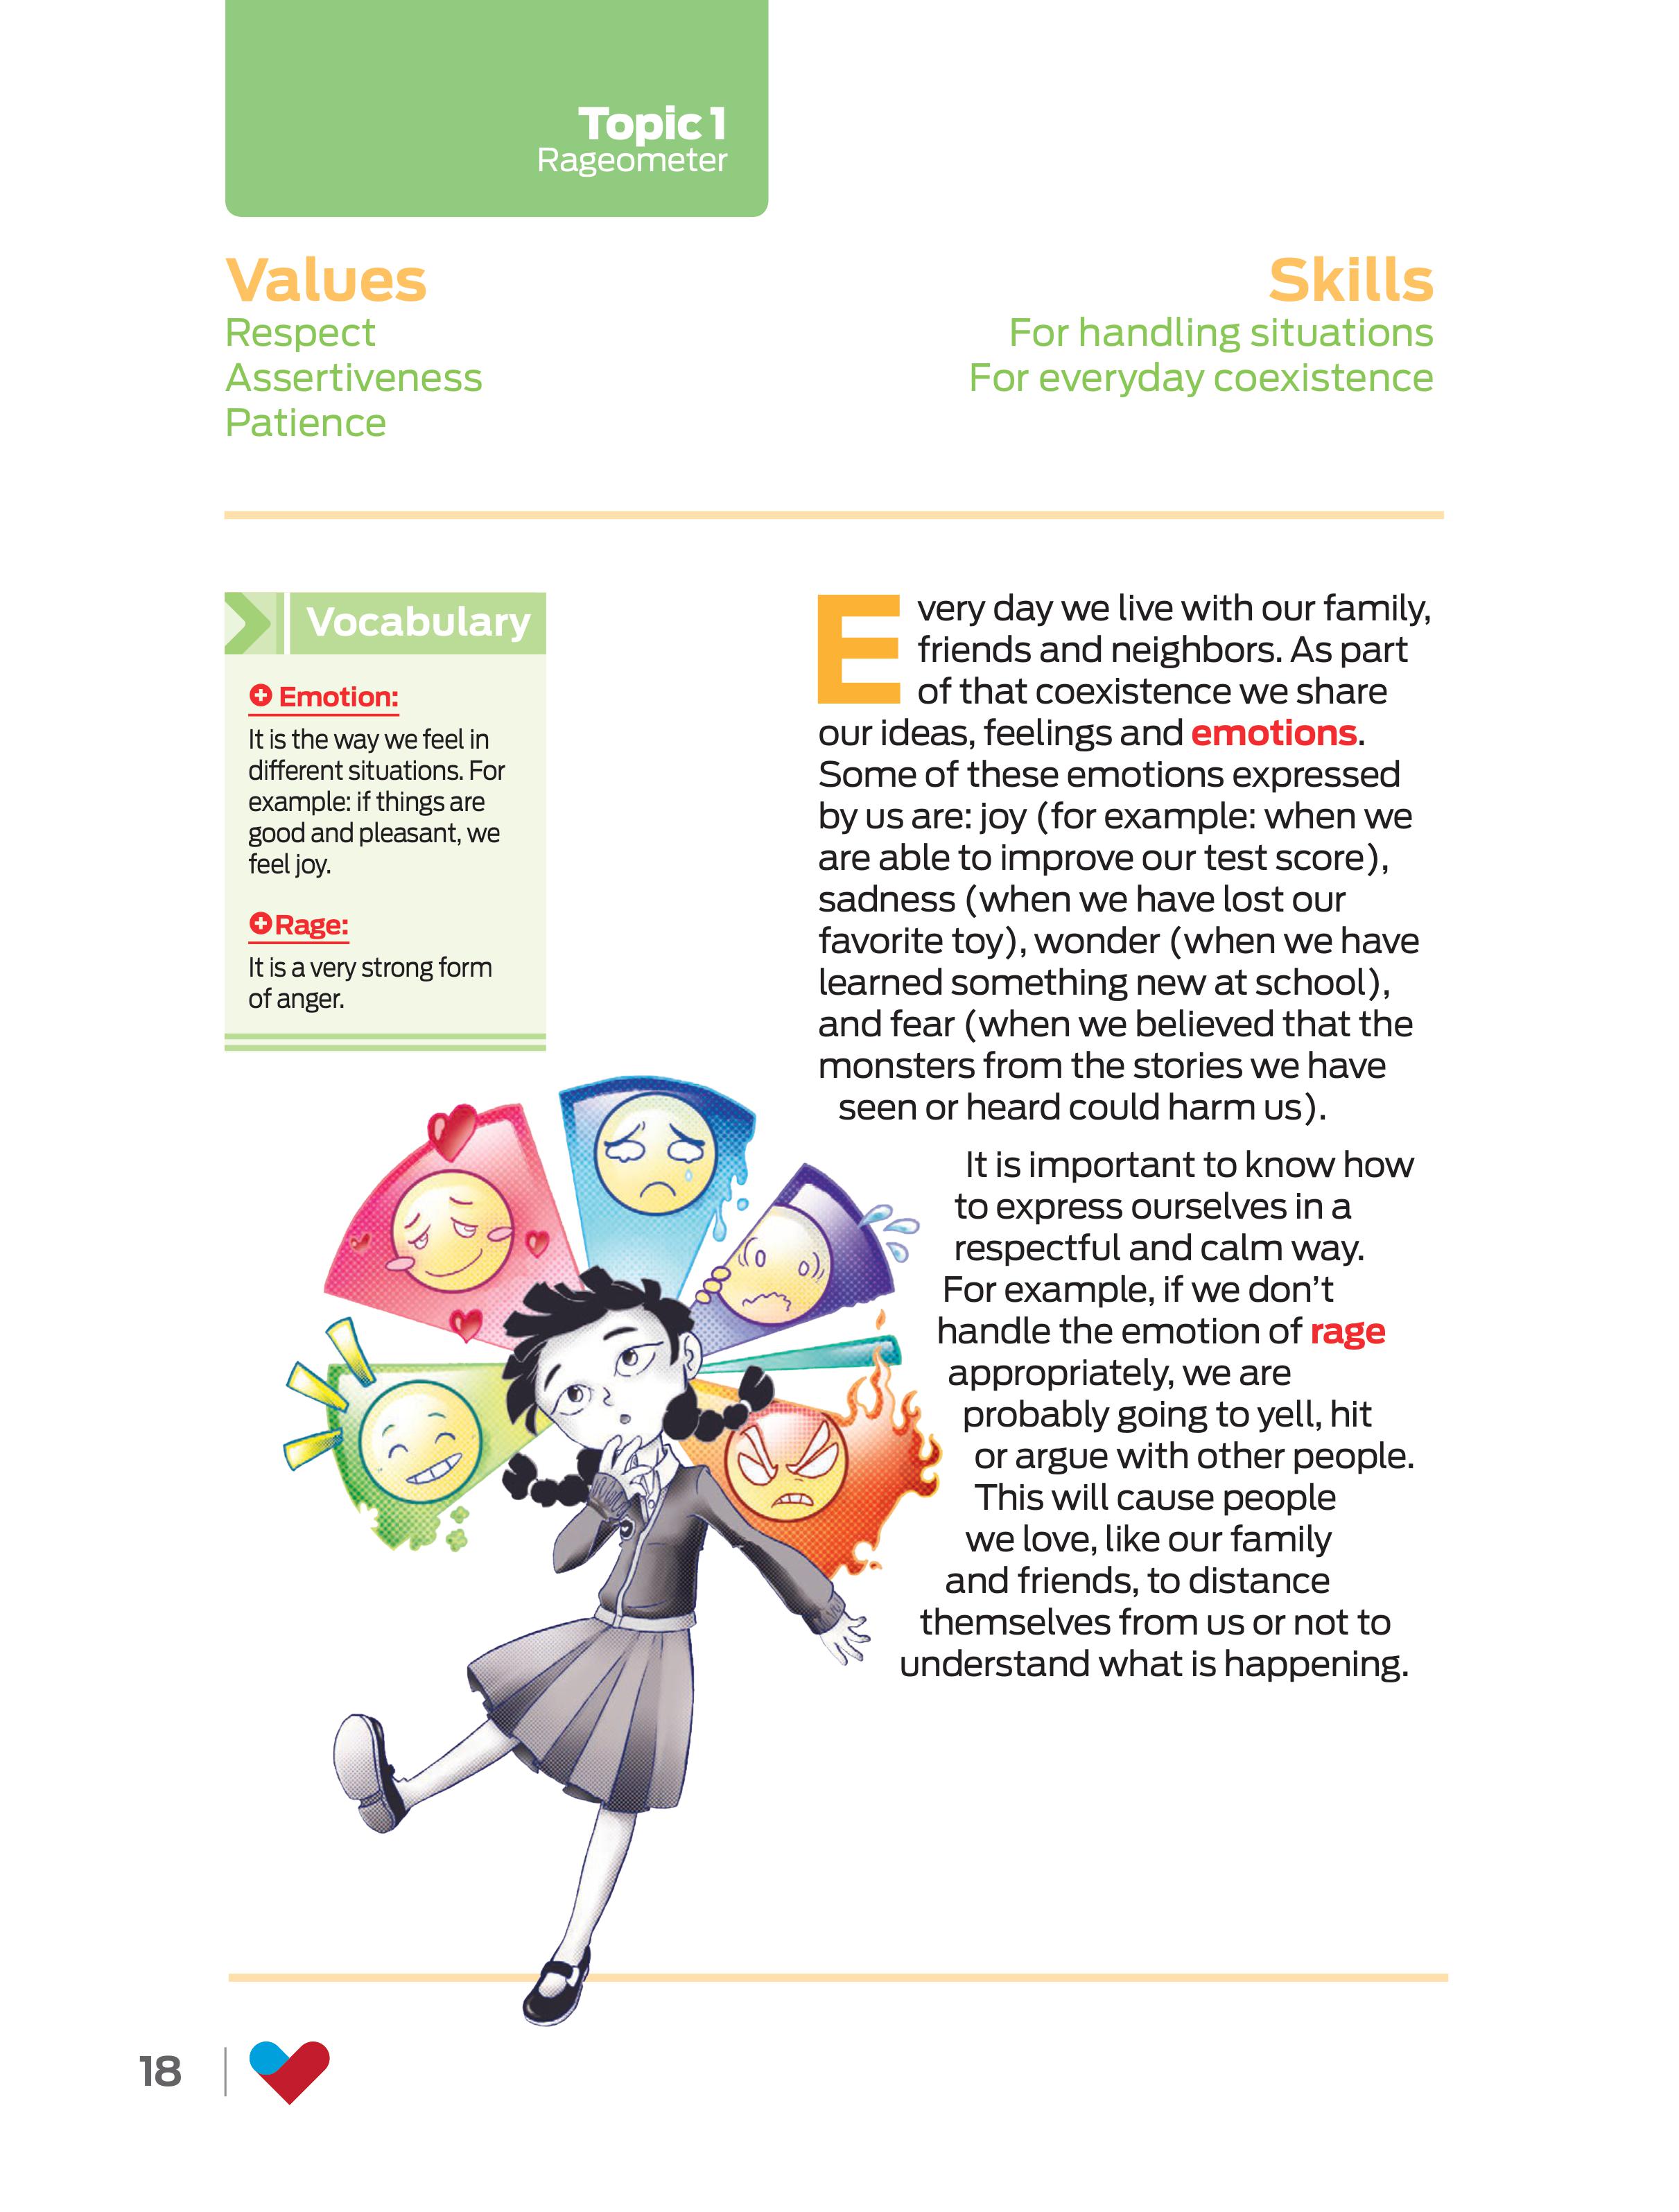 Topic 1
Rageometer
Values
Respect
Assertiveness
Patience
Skills
For handling situations
For everyday coexistence
Vocabulary
Emotion:
It is the way we feel in
different situations. For
example: if things are
good and pleasant, we
feel joy.
Rage:
It is a very strong form
of anger.
Every day we live with our family,
friends and neighbors. As part
of that coexistence we share
our ideas, feelings and emotions.
Some of these emotions expressed
by us are: joy (for example: when we
are able to improve our test score),
sadness (when we have lost our
favorite toy), wonder (when we have
learned something new at school),
and fear (when we believed that the
monsters from the stories we have
seen or heard could harm us).
It is important to know how
to express ourselves in a
respectful and calm way.
For example, if we don’t
handle the emotion of rage
appropriately, we are
probably going to yell, hit
or argue with other people.
This will cause people
we love, like our family
and friends, to distance
themselves from us or not to
understand what is happening.
18